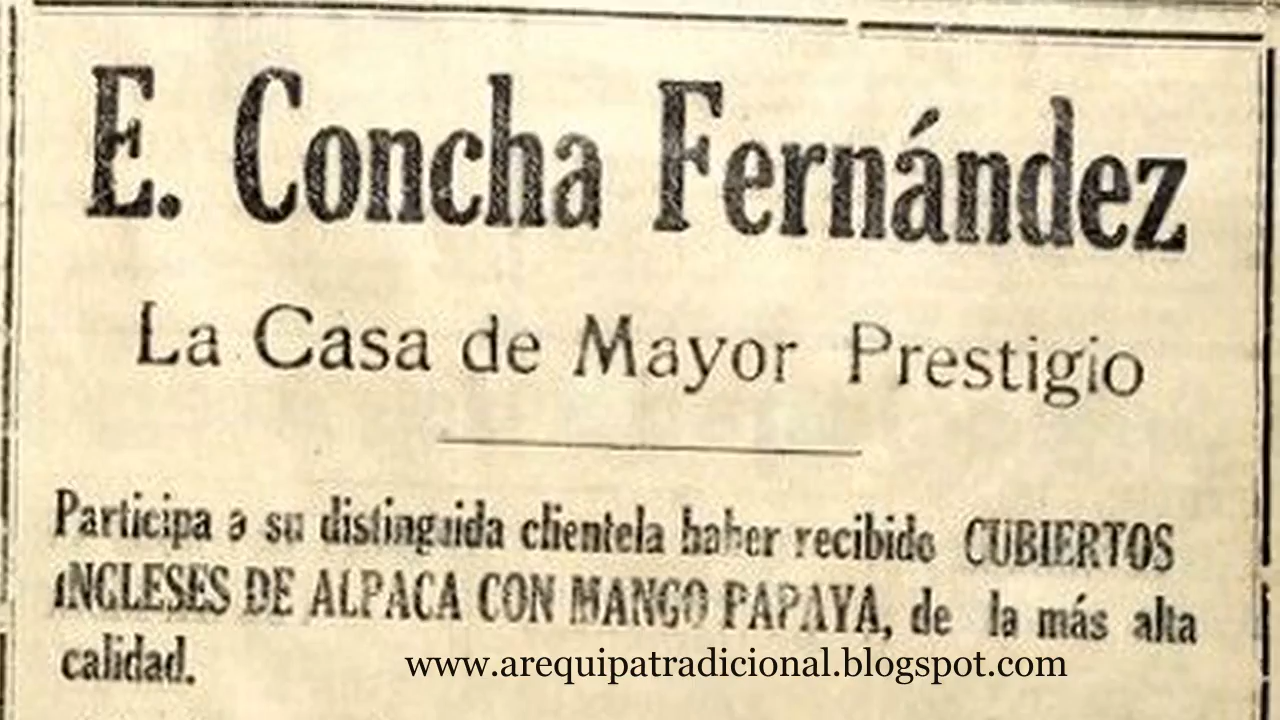 E. Concha Fernández
La Casa de Mayor Prestigio
Participa a su distinguida clientela haber recibido CUBIERTOS
INGLESES DE ALPACA CON MANGO PAPAYA, de la más alta
calidad.
www.arequipatradicional.blogspot.com